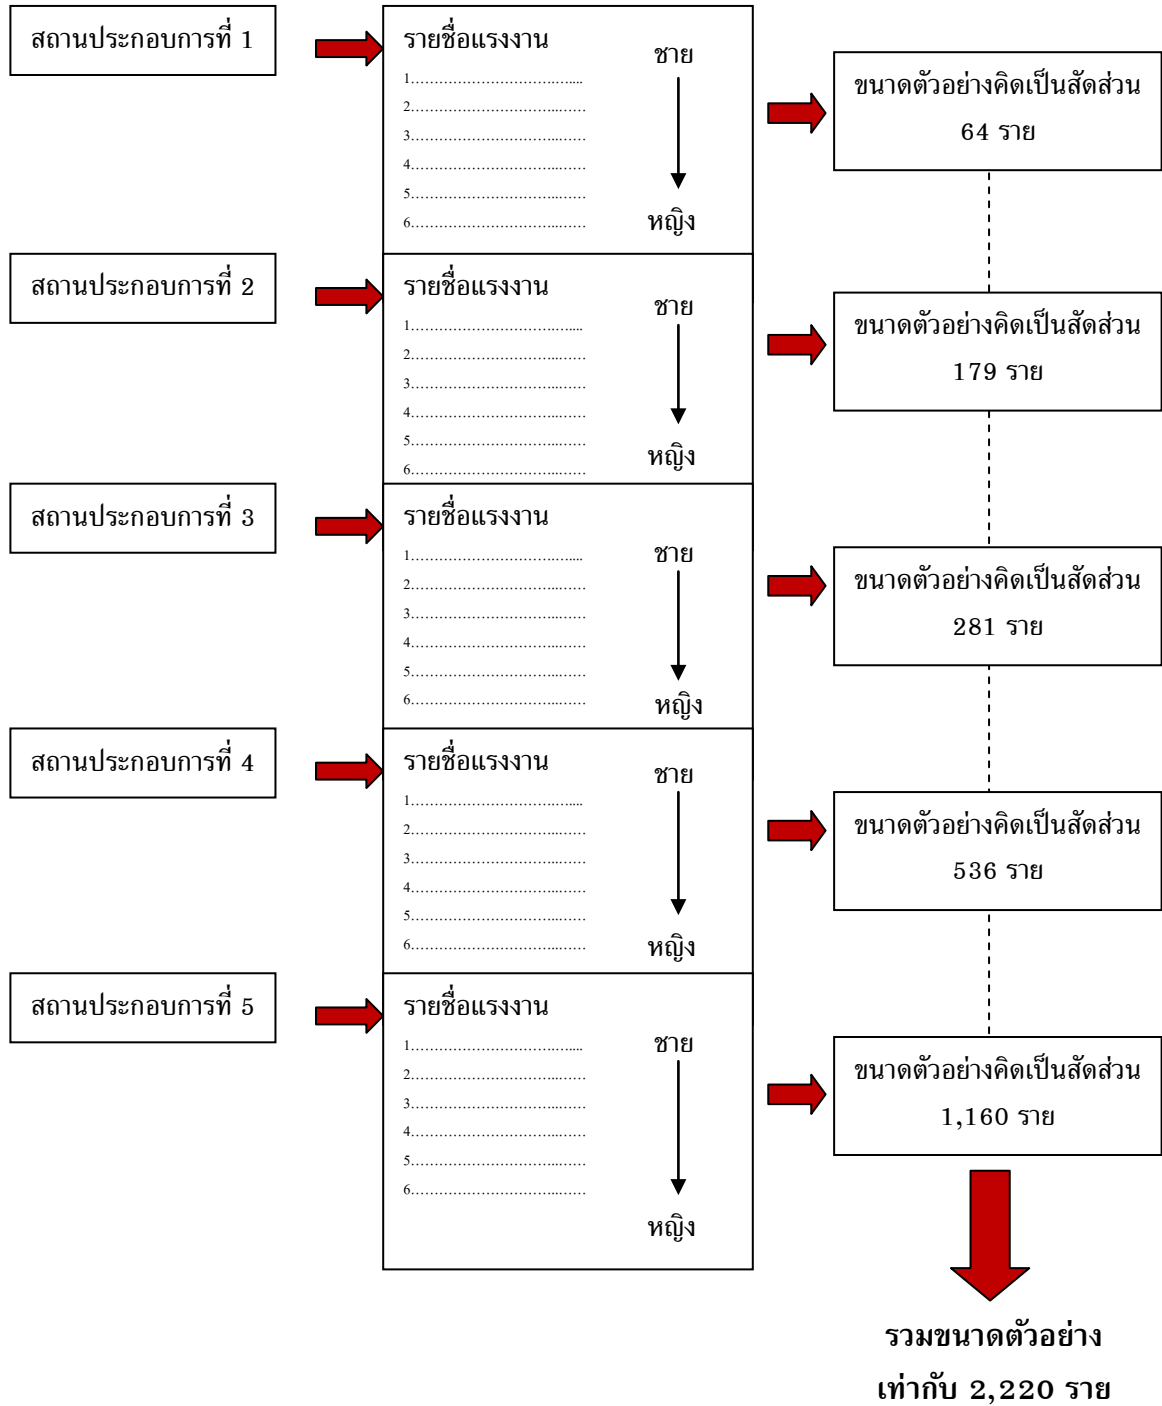 สถานประกอบการที่ 1
รายชื่อแรงงาน
ชาย
1……………………………..…....
2……………………………...……
3……………………………...……
4……………………………...……
5……………………………...……
6……………………………...……
หญิง
ขนาดตัวอย่างคิดเป็นสัดส่วน
64 ราย
สถานประกอบการที่ 2
รายชื่อแรงงาน
ชาย
1……………………………..…....
2……………………………...……
3……………………………...……
4……………………………...……
5……………………………...……
6……………………………...……
หญิง
ขนาดตัวอย่างคิดเป็นสัดส่วน
179 ราย
สถานประกอบการที่ 3
รายชื่อแรงงาน
ชาย
1……………………………..…....
2……………………………...……
3……………………………...……
4……………………………...……
5……………………………...……
6……………………………...……
หญิง
ขนาดตัวอย่างคิดเป็นสัดส่วน
281 ราย
สถานประกอบการที่ 4
รายชื่อแรงงาน
ชาย
1……………………………..…....
2……………………………...……
3……………………………...……
4……………………………...……
5……………………………...……
6……………………………...……
หญิง
ขนาดตัวอย่างคิดเป็นสัดส่วน
536 ราย
สถานประกอบการที่ 5
รายชื่อแรงงาน
ชาย
1……………………………..…....
2……………………………...……
3……………………………...……
4……………………………...……
5……………………………...……
6……………………………...……
หญิง
ขนาดตัวอย่างคิดเป็นสัดส่วน
1,160 ราย
รวมขนาดตัวอย่าง
เท่ากับ 2,220 ราย